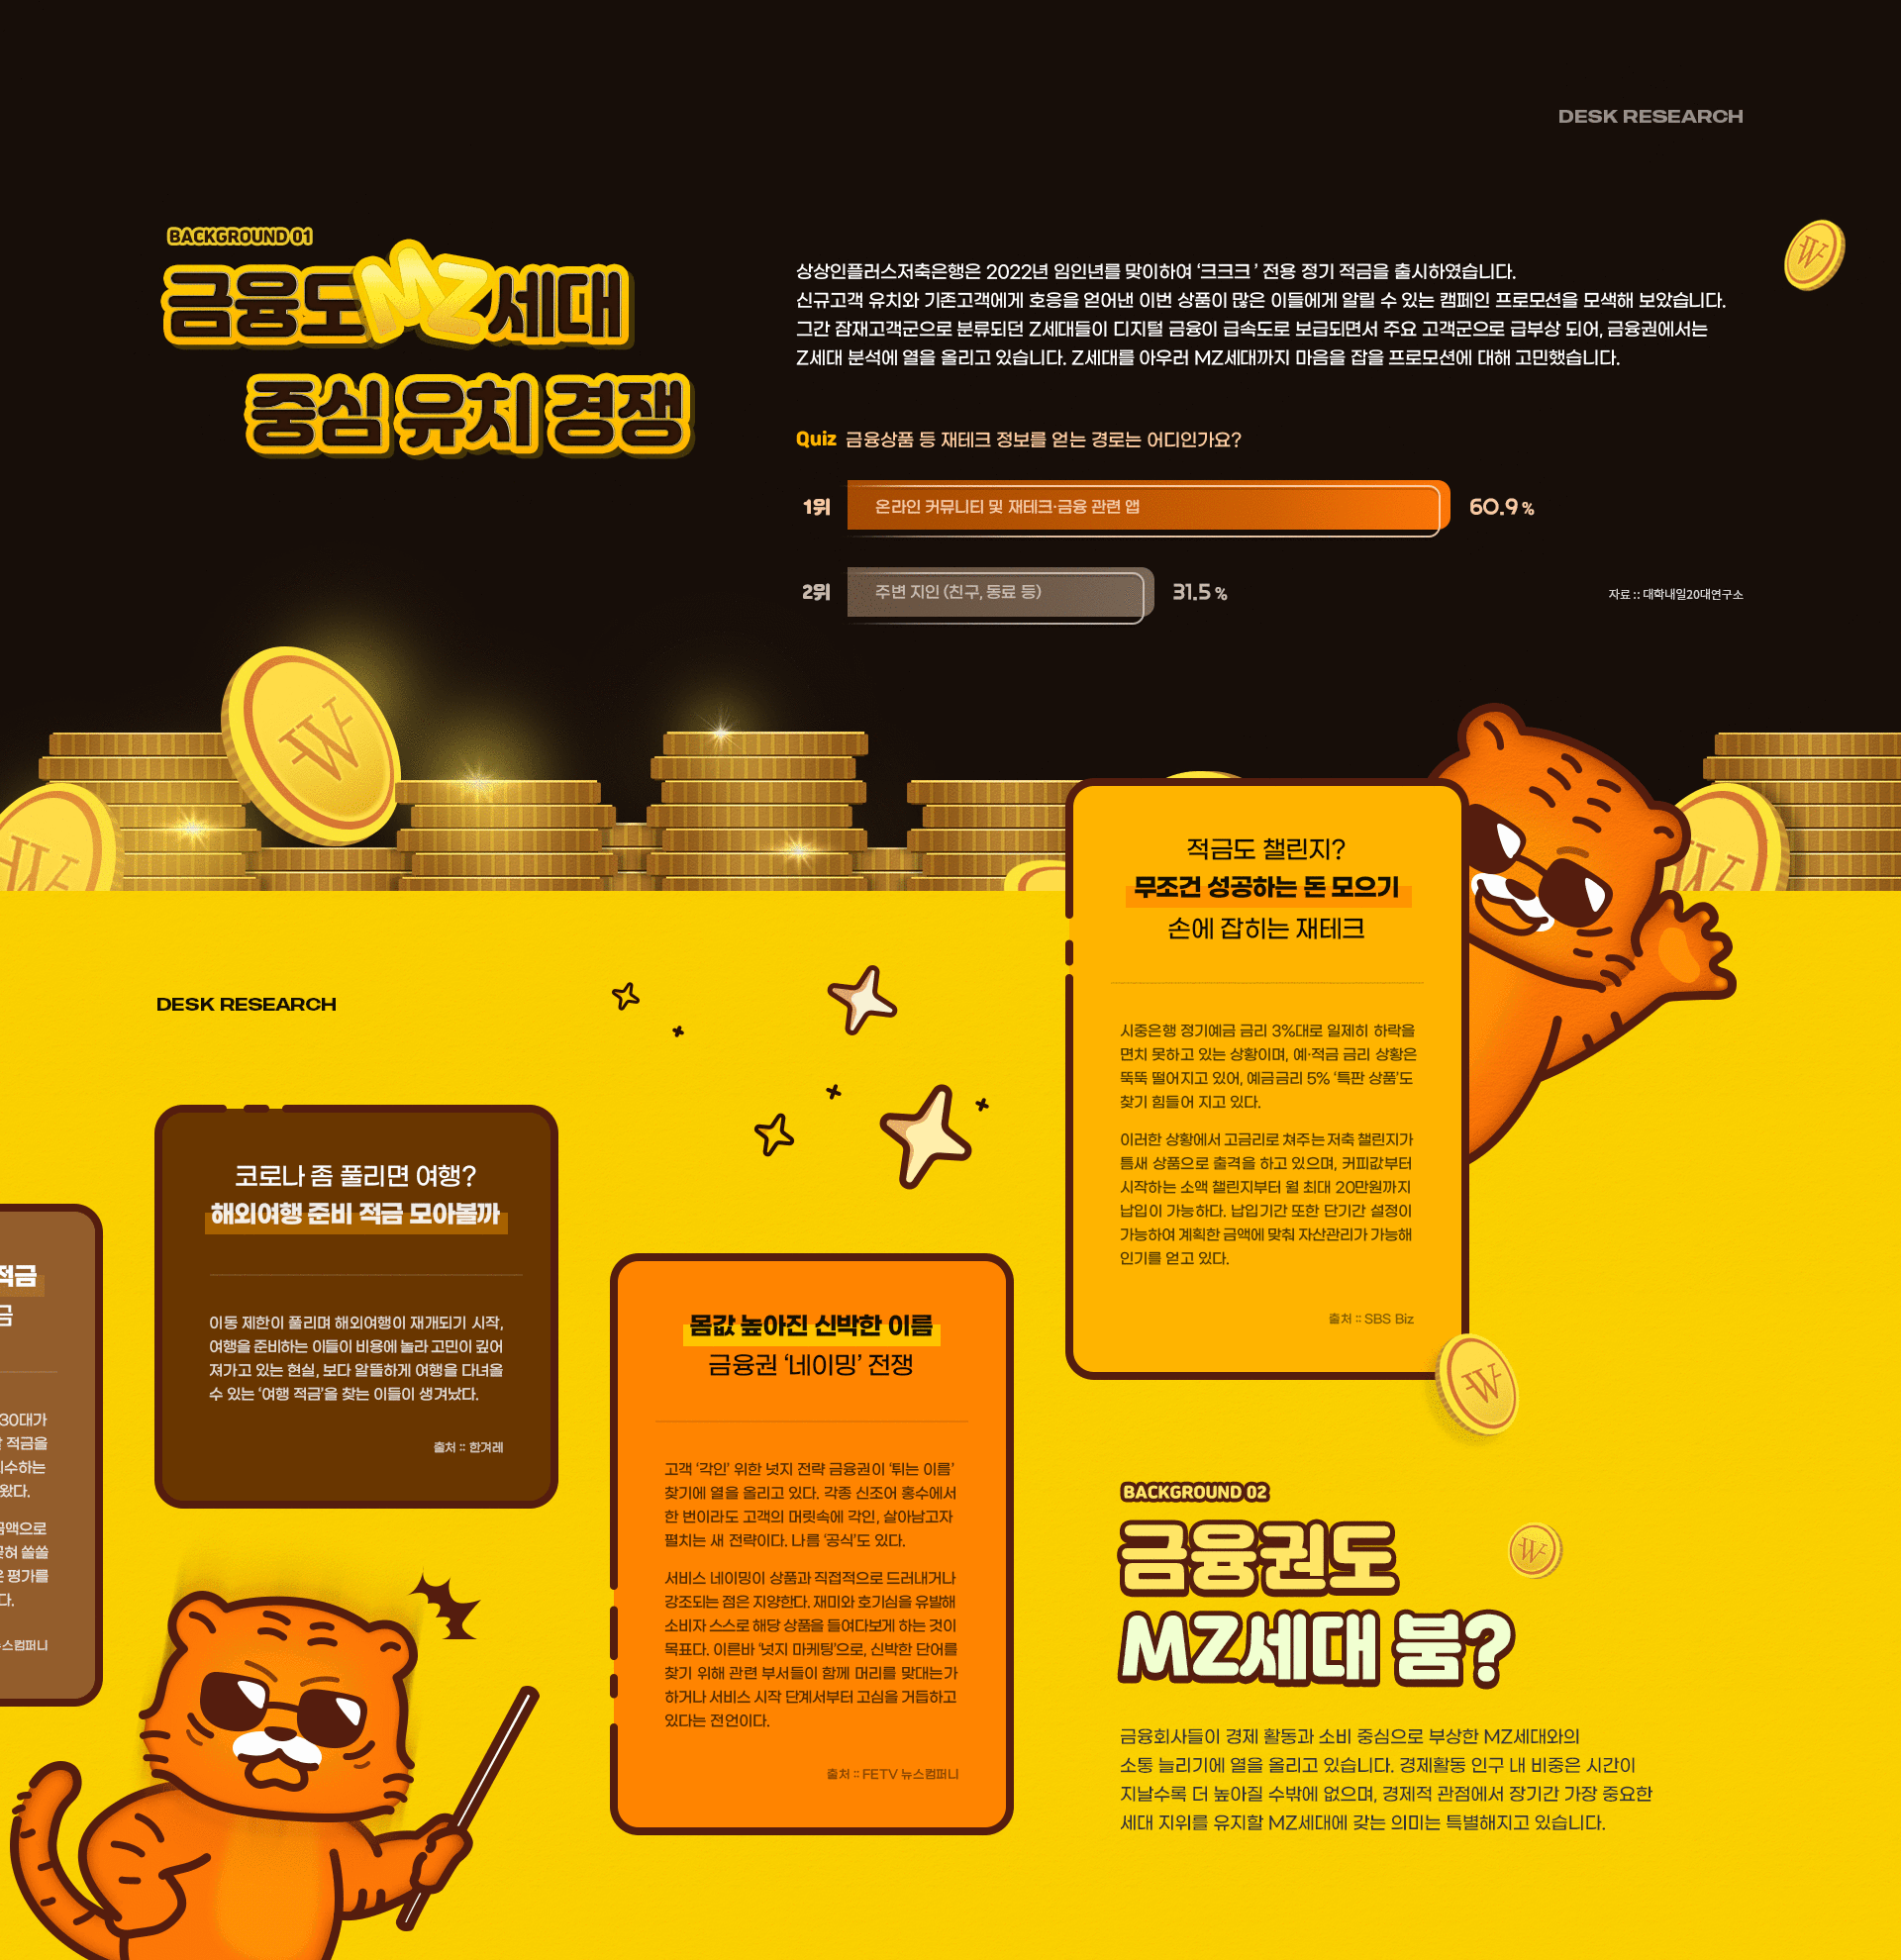 DESK RESEARCH
BACKGROUND 01
금융도 MZ세대
중심 유치 경쟁
상상인플러스저축은행은 2022년 임인년를 맞이하여 ‘크크크 ’ 전용 정기 적금을 출시하였습니다.
신규고객 유치와 기존고객에게 호응을 얻어낸 이번 상품이 많은 이들에게 알릴 수 있는 캠페인 프로모션을 모색해 보았습니다.
그간 잠재고객군으로 분류되던 Z세대들이 디지털 금융이 급속도로 보급되면서 주요 고객군으로 급부상 되어, 금융권에서는
Z세대 분석에 열을 올리고 있습니다. Z세대를 아우러 MZ세대까지 마음을 잡을 프로모션에 대해 고민했습니다.
Quiz 금융상품 등 재테크 정보를 얻는 경로는 어디인가요?
1위 온라인 커뮤니티 및 재테크·금융 관련 앱 60.9 %
2위 주변 지인 (친구, 동료 등) 31.5 %
자료 :: 대학내일20대연구소
적금도 챌린지?
무조건 성공하는 돈 모으기
손에 잡히는 재테크
시중은행 정기예금 금리 3%대로 일제히 하락을
면치 못하고 있는 상황이며, 예·적금 금리 상황은
뚝뚝 떨어지고 있어, 예금금리 5% ‘특판 상품’도
찾기 힘들어 지고 있다.
이러한 상황에서 고금리로 쳐주는 저축 챌린지가
틈새 상품으로 출격을 하고 있으며, 커피값부터
시작하는 소액 챌린지부터 월 최대 20만원까지
납입이 가능하다. 납입기간 또한 단기간 설정이
가능하여 계획한 금액에 맞춰 자산관리가 가능해
인기를 얻고 있다.
출처 :: SBS Biz
DESK RESEARCH
코로나 좀 풀리면 여행?
해외여행 준비 적금 모아볼까
이동 제한이 풀리며 해외여행이 재개되기 시작,
여행을 준비하는 이들이 비용에 놀라 고민이 깊어
져가고 있는 현실, 보다 알뜰하게 여행을 다녀올
수 있는 ‘여행 적금’을 찾는 이들이 생겨났다.
출처 :: 한겨레
적금
금
30대가
적금을
수하는
왔다.
금액으로
쏠쏠
평가를
다.
뉴스컴퍼니
몸값 높아진 신박한 이름
금융권 ‘네이밍’ 전쟁
고객 ‘각인’ 위한 넛지 전략 금융권이 ‘튀는 이름’
찾기에 열을 올리고 있다. 각종 신조어 홍수에서
한 번이라도 고객의 머릿속에 각인, 살아남고자
펼치는 새 전략이다. 나름 ‘공식’도 있다.
서비스 네이밍이 상품과 직접적으로 드러내거나
강조되는 점은 지양한다. 재미와 호기심을 유발해
소비자 스스로 해당 상품을 들여다보게 하는 것이
목표다. 이른바 ‘넛지 마케팅’으로, 신박한 단어를
찾기 위해 관련 부서들이 함께 머리를 맞대는가
하거나 서비스 시작 단계서부터 고심을 거듭하고
있다는 전언이다.
출처 :: FETV 뉴스컴퍼니
BACKGROUND 02
금융권도
MZ세대 붐?
금융회사들이 경제 활동과 소비 중심으로 부상한 MZ세대와의
소통 늘리기에 열을 올리고 있습니다. 경제활동 인구 내 비중은 시간이
지날수록 더 높아질 수밖에 없으며, 경제적 관점에서 장기간 가장 중요한
세대 지위를 유지할 MZ세대에 갖는 의미는 특별해지고 있습니다.